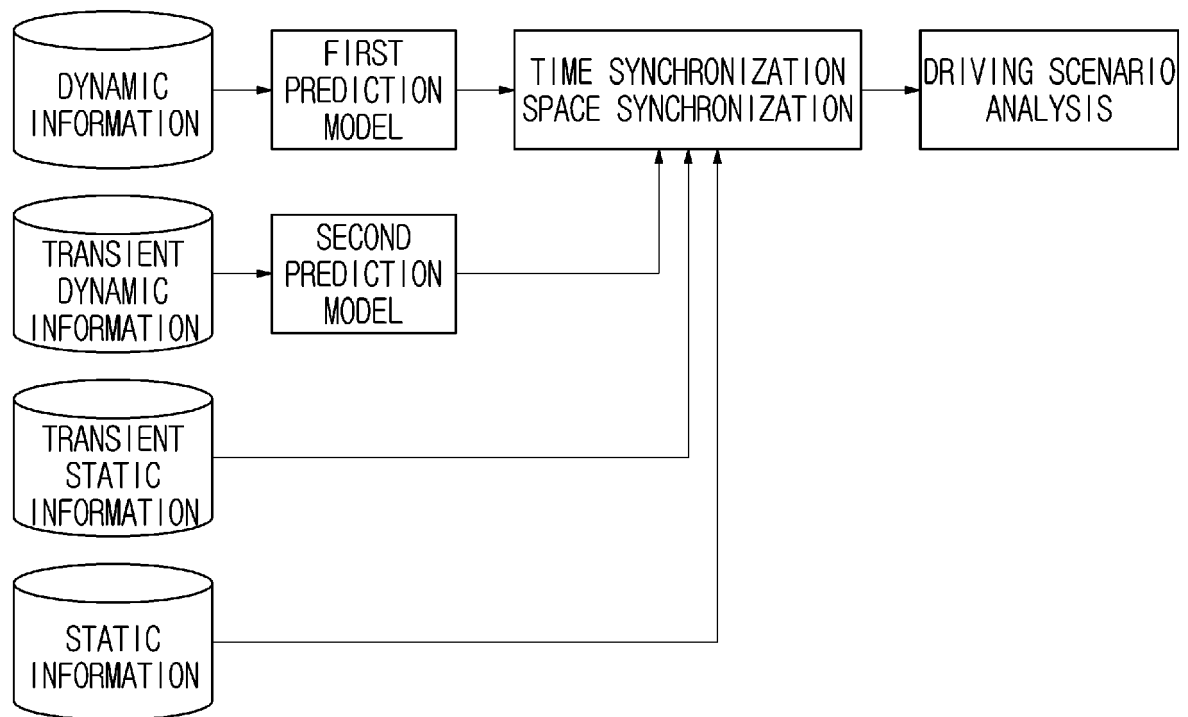 DYNAMIC
INFORMATION
FIRST
PREDICTION
MODEL
TIME SYNCHRONIZATION
SPACE SYNCHRONIZATION
DRIVING SCENARIO
ANALYSIS
TRANSIENT
DYNAMIC
INFORMATION
SECOND
PREDICTION
MODEL
TRANSIENT
STATIC
INFORMATION
STATIC
INFORMATION